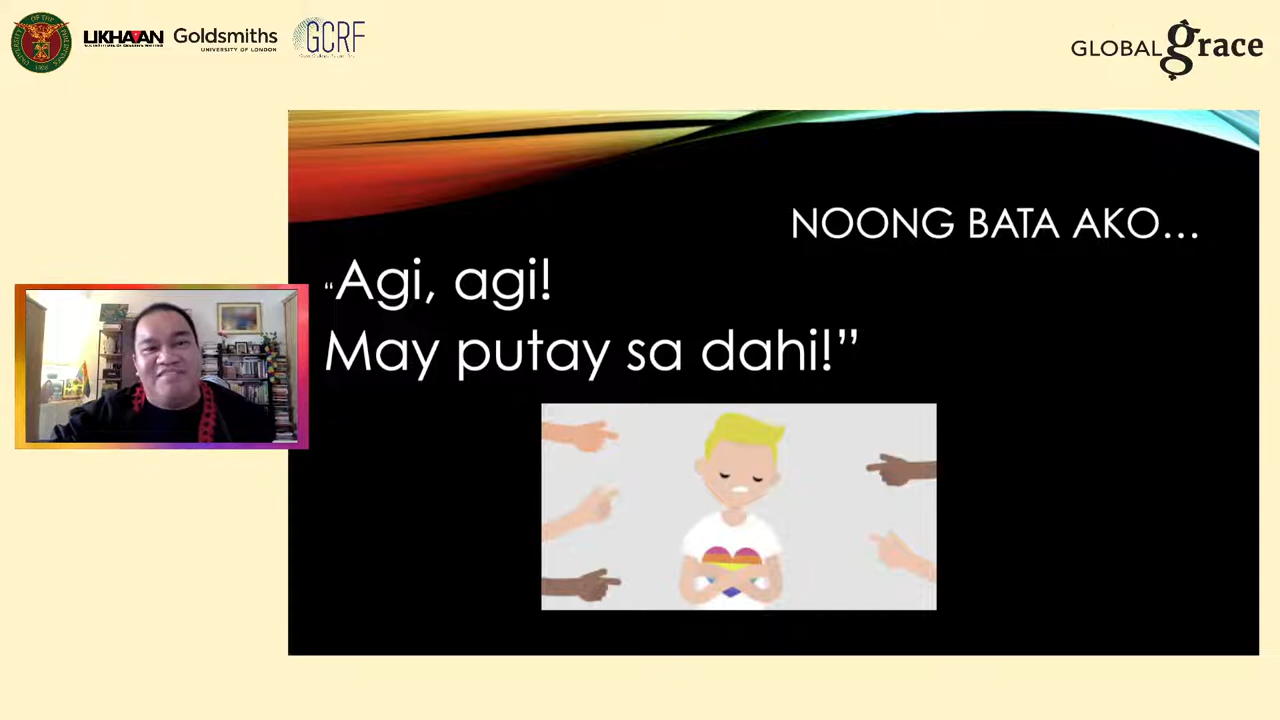 LIKHAAN
Goldsmiths
UNIVERSITY OF LONDON
GCRF
GLOBAL grace
NOONG BATA AKO...
“Agi, agi!
May putay sa dahi!”